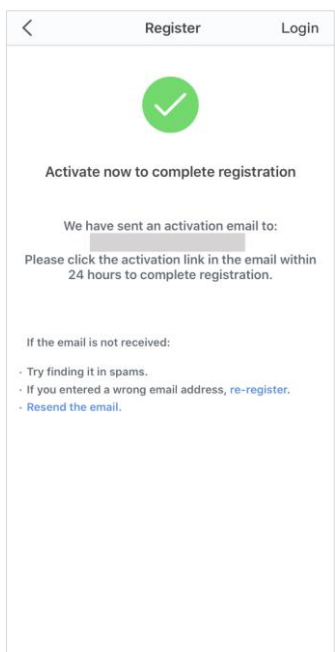 Register
Login
Activate now to complete registration
We have sent an activation email to:
Please click the activation link in the email within
24 hours to complete registration.
If the email is not received:
· Try finding it in spams.
· If you entered a wrong email address, re-register.
· Resend the email.